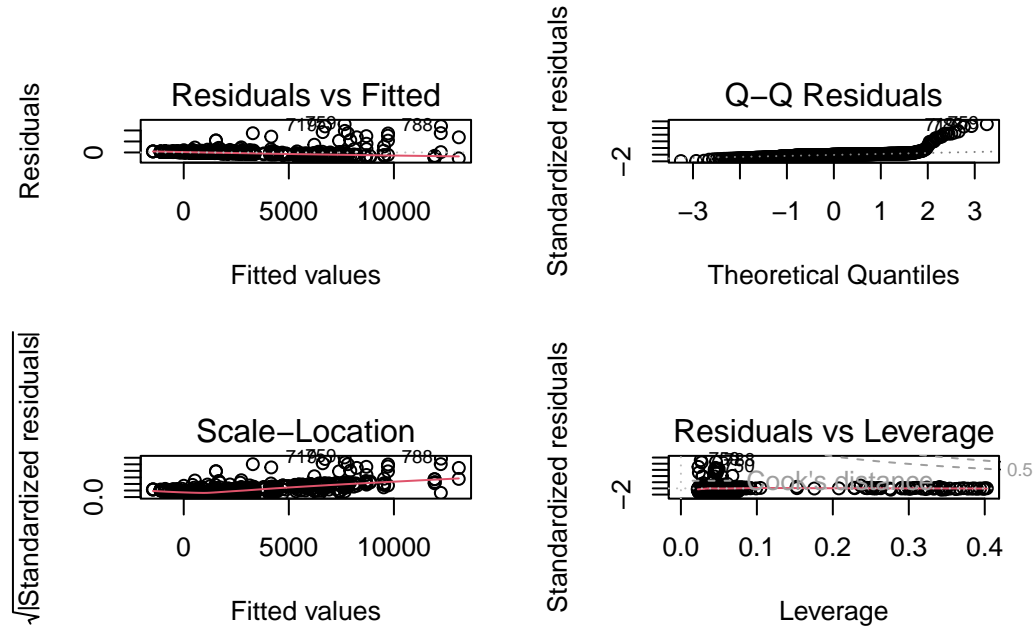 Residuals vs Fitted
Residuals
0
788
0 5000 10000
Fitted values
Q−Q Residuals
Standardized residuals
−2
−3 −1 0 1 2 3
Theoretical Quantiles
Scale−Location
√|Standardized residuals|
0.0
788
0 5000 10000
Fitted values
Residuals vs Leverage
Standardized residuals
−2
Cook's distance
0.5
0.0 0.1 0.2 0.3 0.4
Leverage